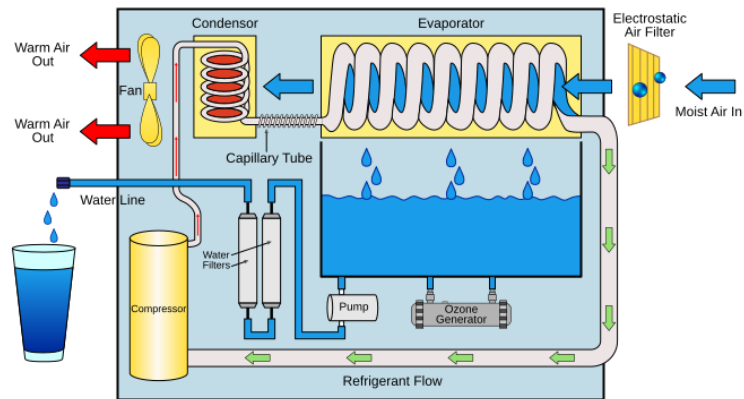 Condensor
Evaporator
Electrostatic
Air Filter
Warm Air
Out
Fan
Moist Air In
Warm Air
Out
Capillary Tube
Water Line
Water
Filters
Compressor
Pump
Ozone
Generator
Refrigerant Flow